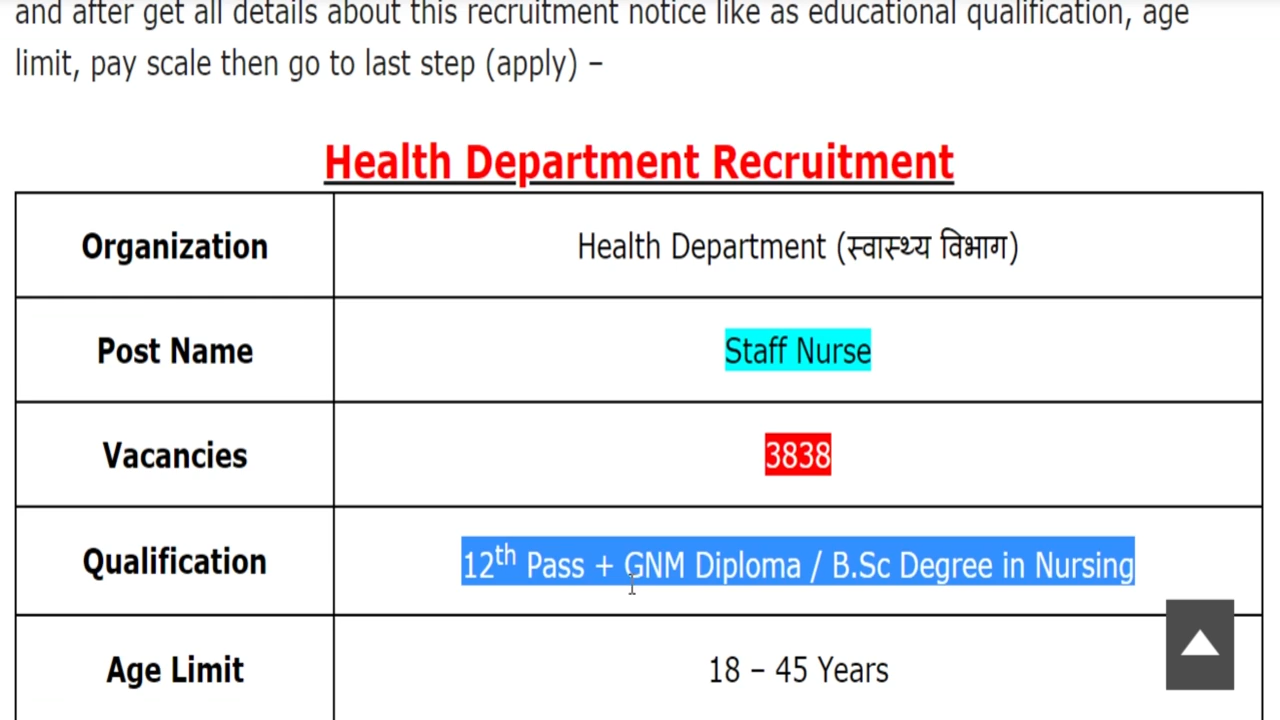 and after get all details about this recruitment notice like as educational qualification, age
limit, pay scale then go to last step (apply) –
Health Department Recruitment
Organization Health Department (स्वास्थ्य विभाग)
Post Name Staff Nurse
Vacancies 3838
Qualification 12th Pass + GNM Diploma / B.Sc Degree in Nursing
Age Limit 18 – 45 Years